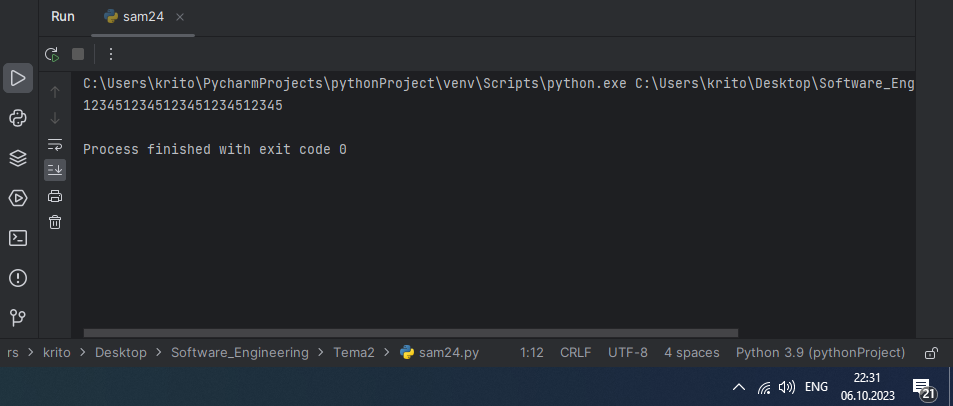 Run
sam24
C:\Users\krito\PycharmProjects\pythonProject\venv\Scripts\python.exe C:\Users\krito\Desktop\Software_Eng
1234512345123451234512345
Process finished with exit code 0
rs > krito > Desktop > Software_Engineering > Tema2 > sam24.py 1:12 CRLF UTF-8 4 spaces Python 3.9 (pythonProject)
ENG
22:31
06.10.2023
21